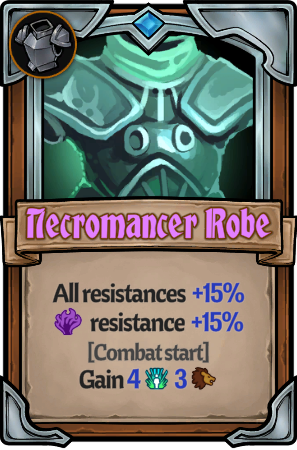 Necromancer Robe
All resistances +15%
resistance +15%
[Combat start]
Gain 4 3